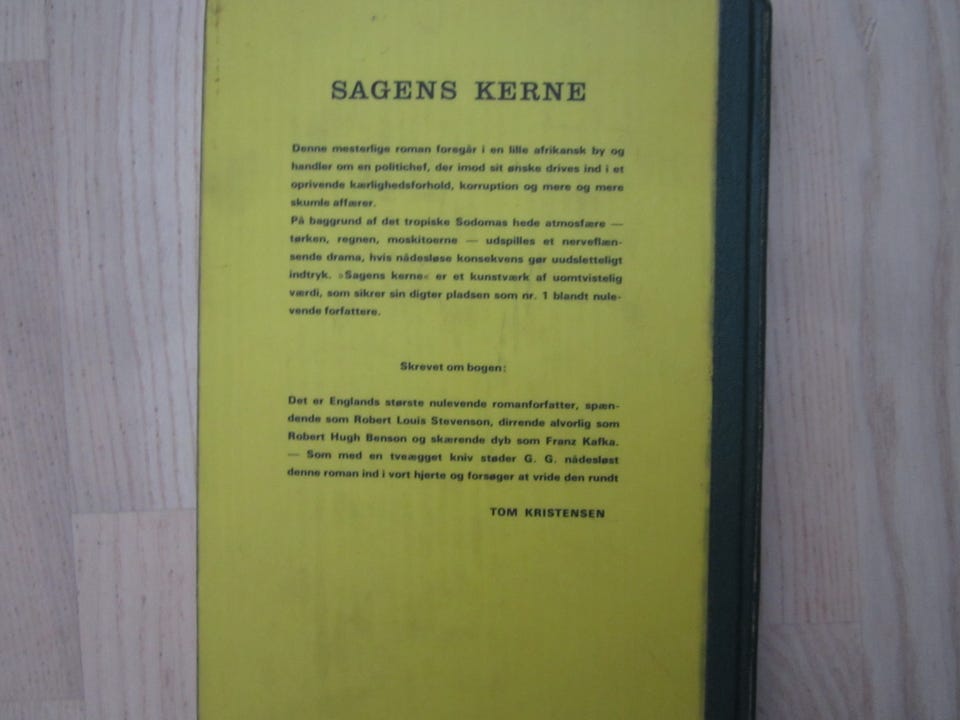 SAGENS KERNE
Denne mesterlige roman foregår i en lille afrikansk by og
handler om en politichef, der imod sit ønske drives ind i et
oprivende kærlighedsforhold, korruption og mere og mere
skumle affærer.
På baggrund af det tropiske Sodomas hede atmosfære —
tørken, regnen, moskitoerne — udspilles et nerveflæn-
sende drama, hvis nådesløse konsekvens gør uudsletteligt
indtryk. »Sagens kerne« er et kunstværk af uomtvistelig
værdi, som sikrer sin digter pladsen som nr. 1 blandt nule-
vende forfattere.
Skrevet om bogen:
Det er Englands største nulevende romanforfatter, spæn-
dende som Robert Louis Stevenson, dirrende alvorlig som
Robert Hugh Benson og skærende dyb som Franz Kafka.
— Som med en tveægget kniv støder G. G. nådesløst
denne roman ind i vort hjerte og forsøger at vride den rundt
TOM KRISTENSEN